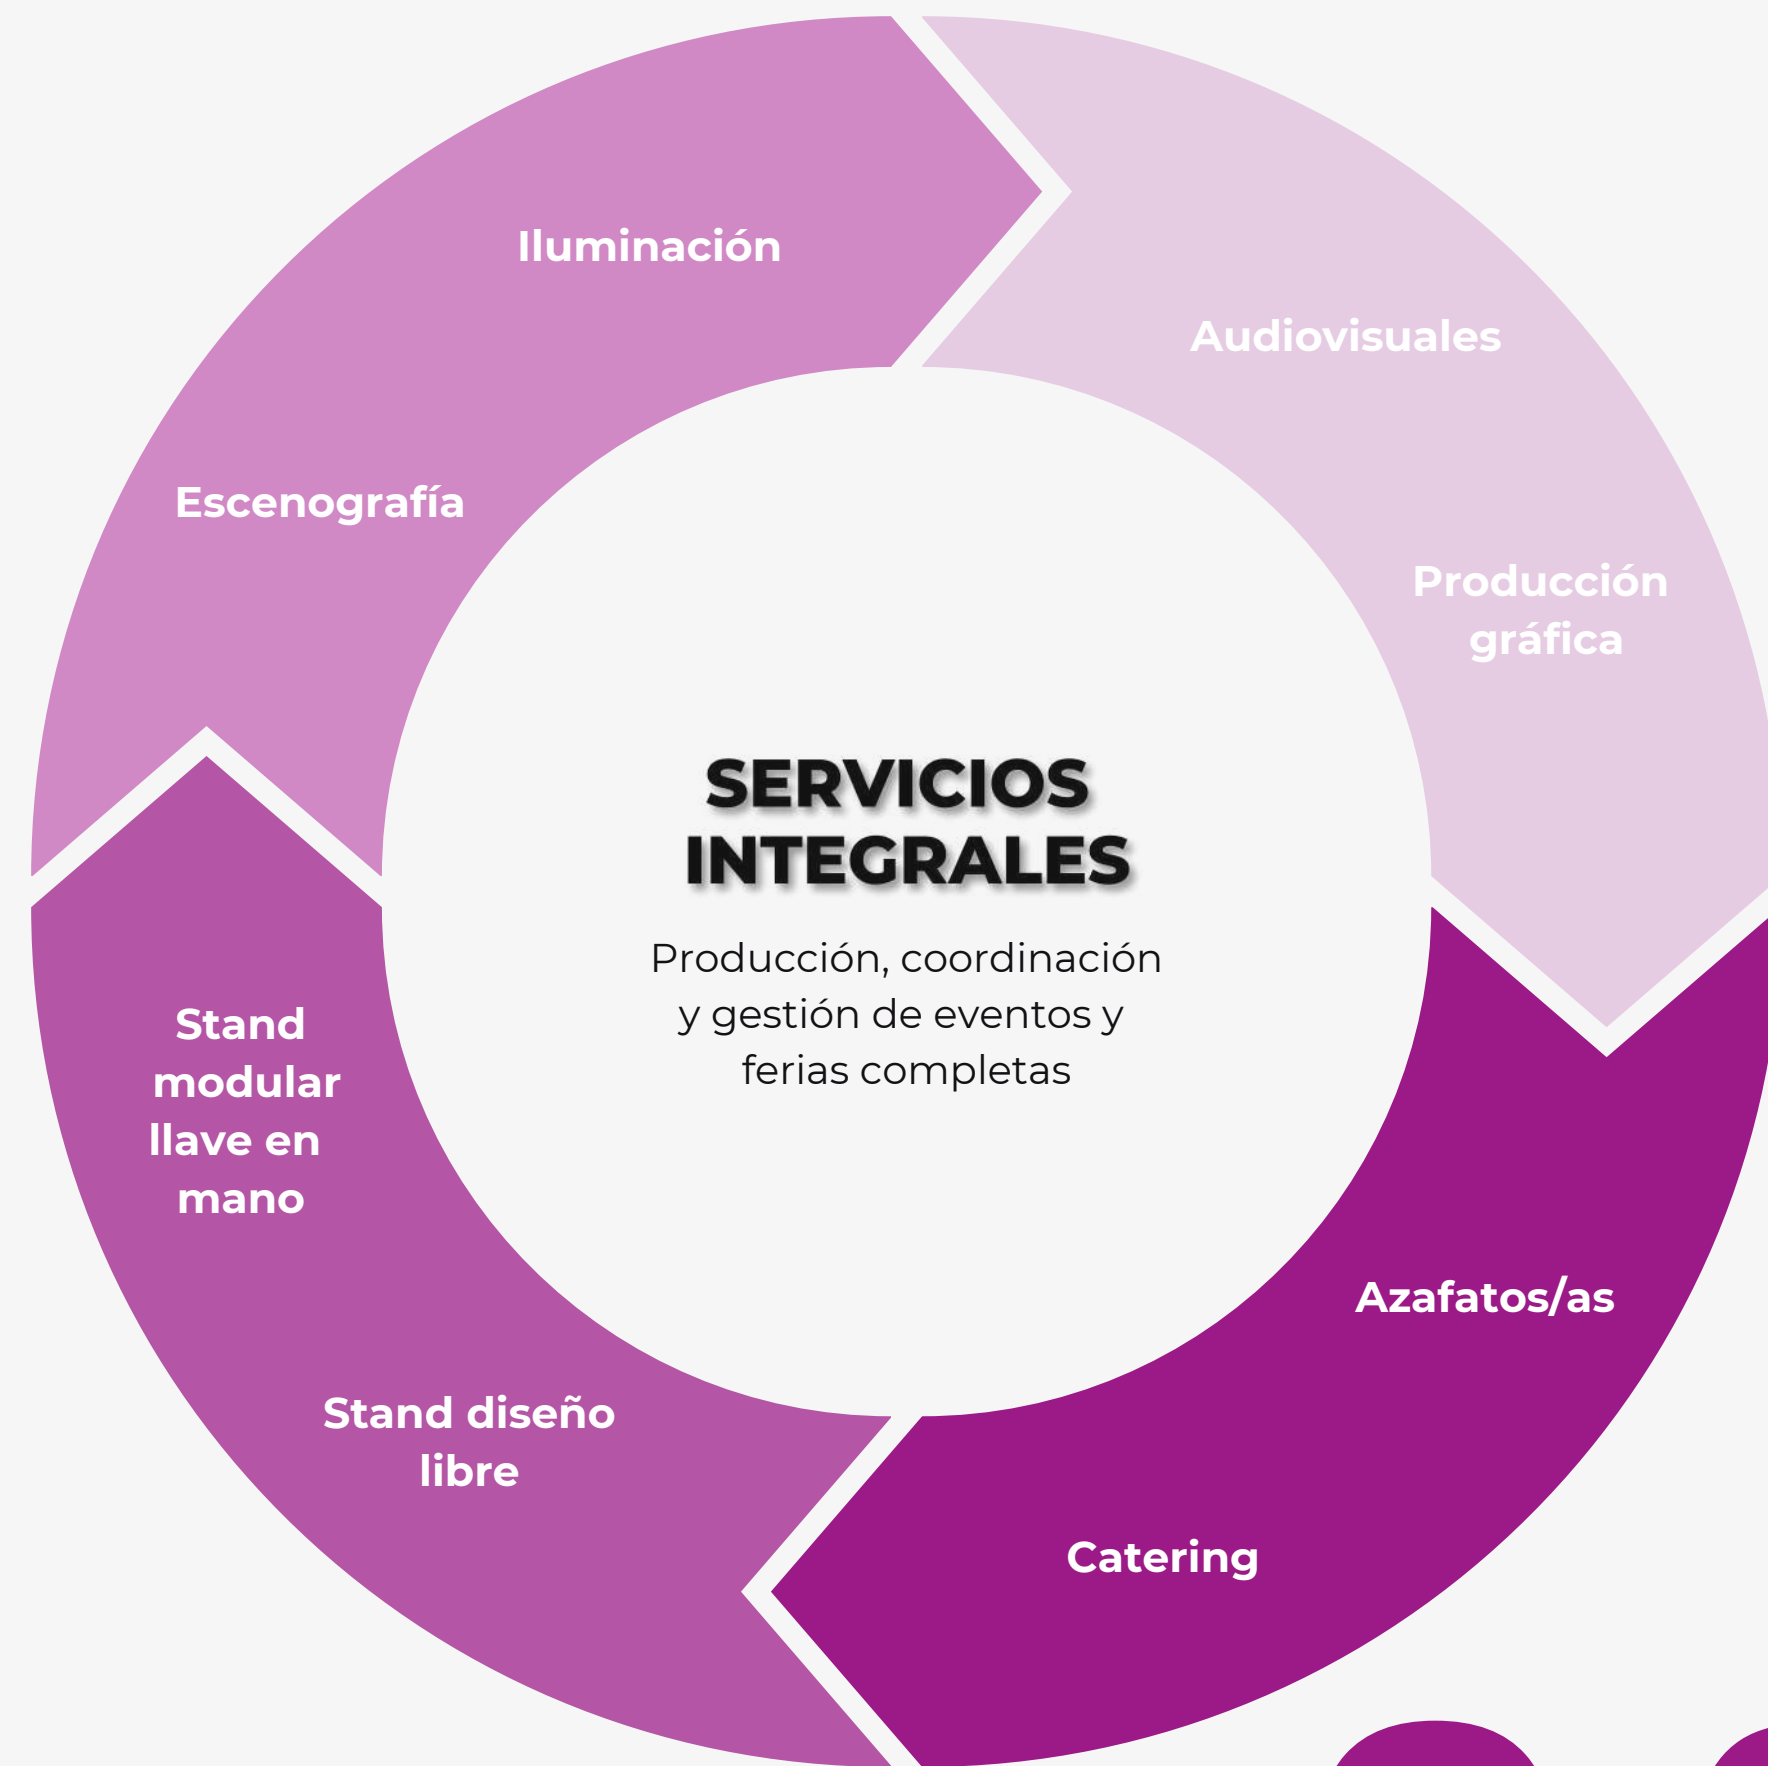 Iluminación
Audiovisuales
Escenografía
Producción
gráfica
SERVICIOS
INTEGRALES
Producción, coordinación
y gestión de eventos y
ferias completas
Stand
modular
llave en
mano
Azafatos/as
Stand diseño
libre
Catering